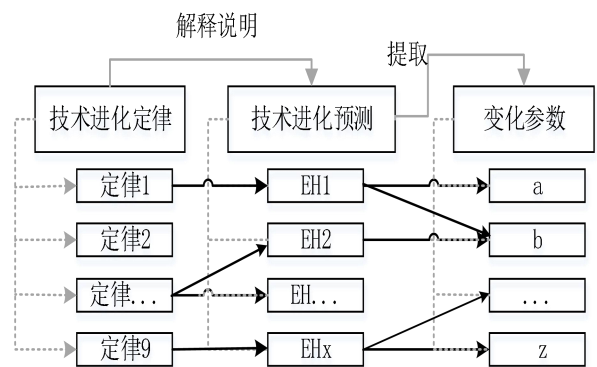 解释说明
提取
技术进化定律 技术进化预测 变化参数
定律1 EH1 a
定律2 EH2 b
定律... EH... ...
定律9 EHx z